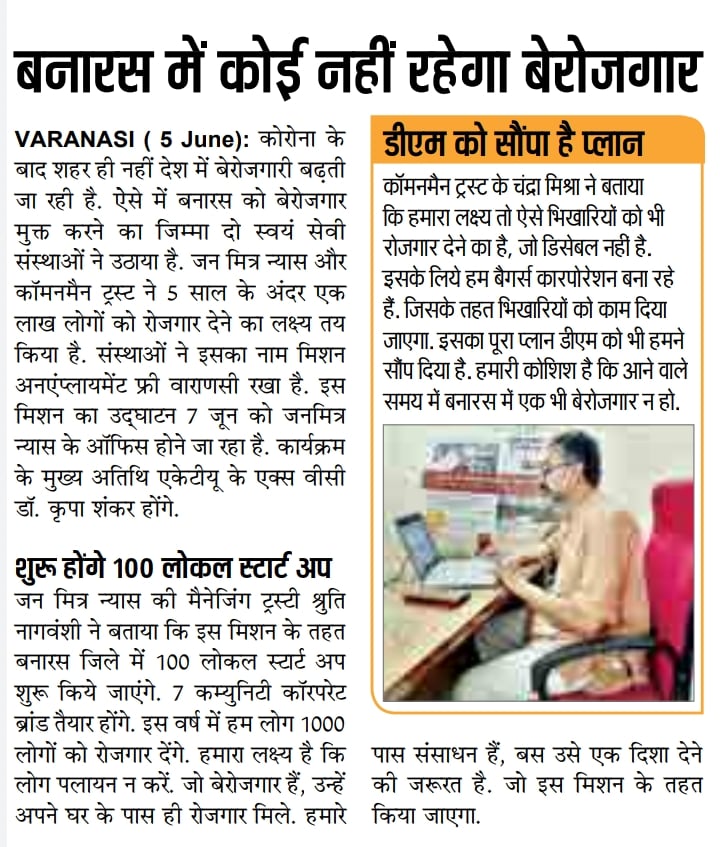 बनारस में कोई नहीं रहेगा बेरोजगार
VARANASI ( 5 June): कोरोना के
बाद शहर ही नहीं देश में बेरोजगारी बढ़ती
जा रही है. ऐसे में बनारस को बेरोजगार
मुक्त करने का जिम्मा दो स्वयं सेवी
संस्थाओं ने उठाया है. जन मित्र न्यास और
कॉमनमैन ट्रस्ट ने 5 साल के अंदर एक
लाख लोगों को रोजगार देने का लक्ष्य तय
किया है. संस्थाओं ने इसका नाम मिशन
अनएंप्लायमेंट फ्री वाराणसी रखा है. इस
मिशन का उद्घाटन 7 जून को जनमित्र
न्यास के ऑफिस होने जा रहा है. कार्यक्रम
के मुख्य अतिथि एकेटीयू के एक्स वीसी
डॉ. कृपा शंकर होंगे.
शुरू होंगे 100 लोकल स्टार्ट अप
जन मित्र न्यास की मैनेजिंग ट्रस्टी श्रुति
नागवंशी ने बताया कि इस मिशन के तहत
बनारस जिले में 100 लोकल स्टार्ट अप
शुरू किये जाएंगे. 7 कम्युनिटी कॉरपरेट
ब्रांड तैयार होंगे. इस वर्ष में हम लोग 1000
लोगों को रोजगार देंगे. हमारा लक्ष्य है कि
लोग पलायन न करें. जो बेरोजगार हैं, उन्हें
अपने घर के पास ही रोजगार मिले. हमारे
पास संसाधन हैं, बस उसे एक दिशा देने
की जरूरत है. जो इस मिशन के तहत
किया जाएगा.
डीएम को सौंपा है प्लान
कॉमनमैन ट्रस्ट के चंद्रा मिश्रा ने बताया
कि हमारा लक्ष्य तो ऐसे भिखारियों को भी
रोजगार देने का है, जो डिसेबल नहीं है.
इसके लिये हम बैगर्स कारपोरेशन बना रहे
हैं. जिसके तहत भिखारियों को काम दिया
जाएगा. इसका पूरा प्लान डीएम को भी हमने
सौंप दिया है. हमारी कोशिश है कि आने वाले
समय में बनारस में एक भी बेरोजगार न हो.